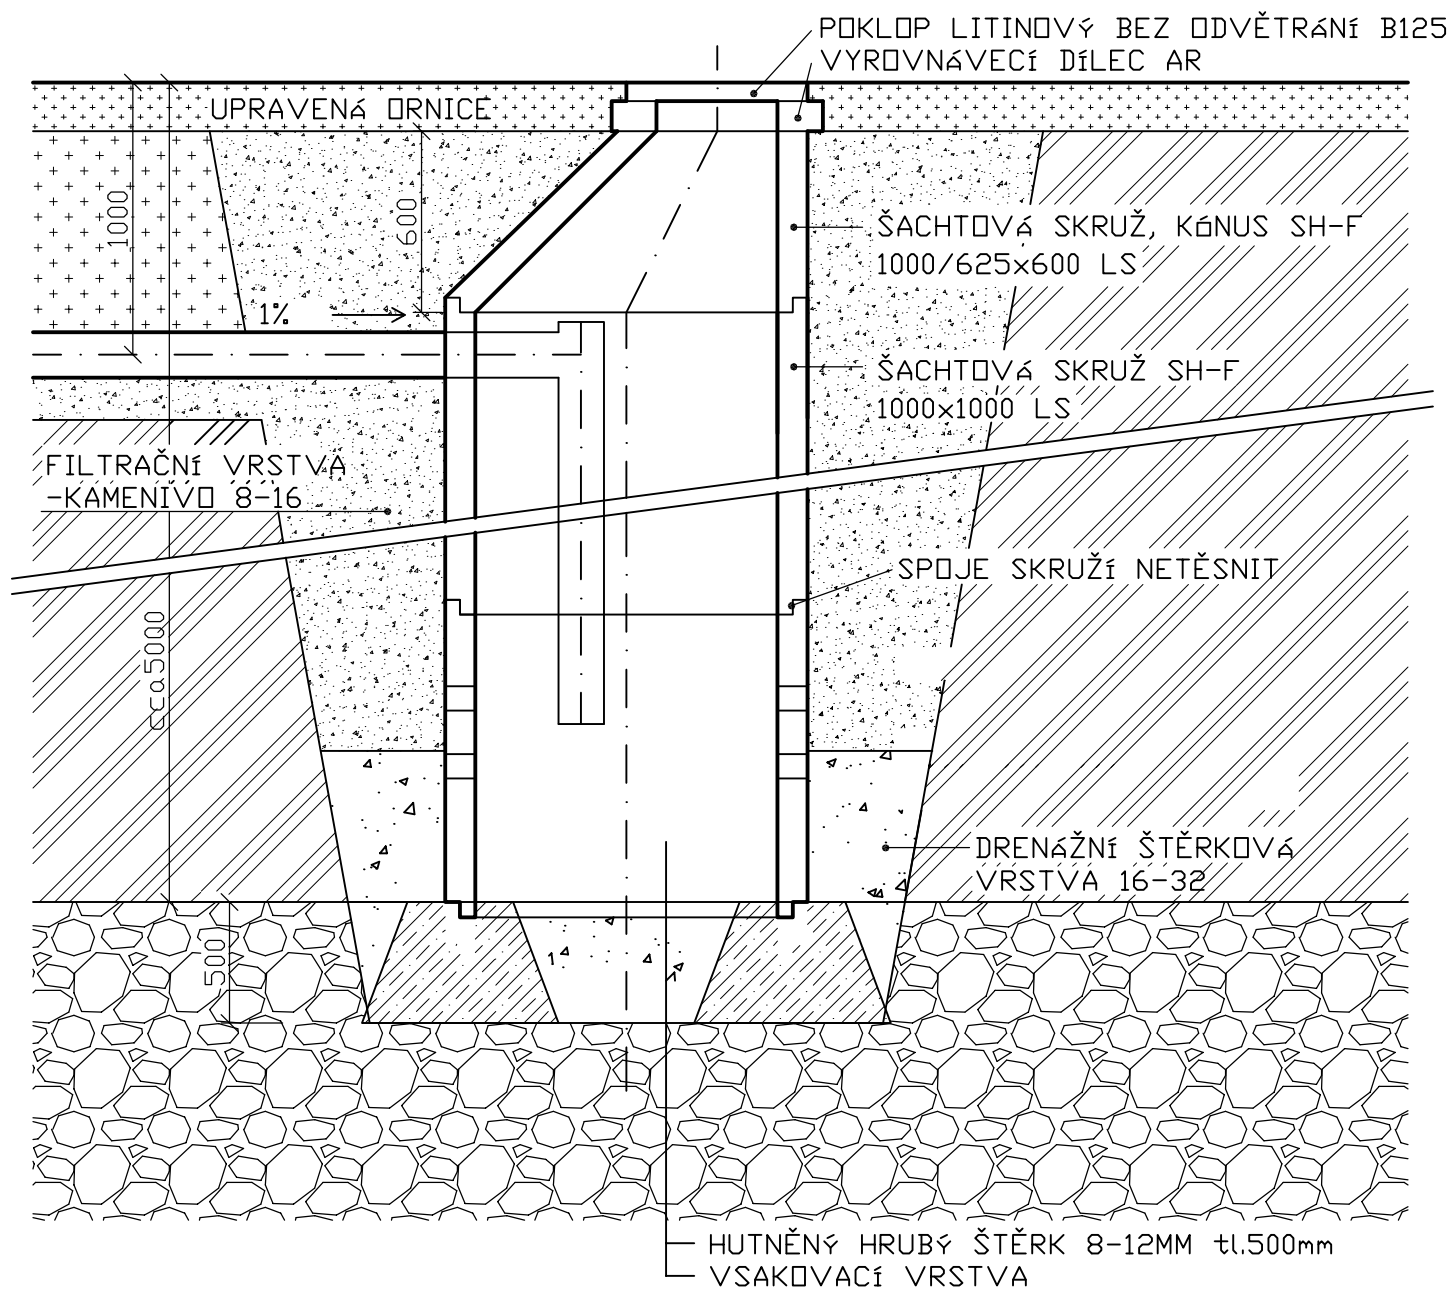 POKLOP LITINOVÝ BEZ ODVĚTRÁNÍ B125
VYROVNÁVECÍ DÍLEC AR
UPRAVENÁ ORNICE
1000
600
ŠACHTOVÁ SKRUŽ, KÓNUS SH-F
1000/625x600 LS
1%
ŠACHTOVÁ SKRUŽ SH-F
1000x1000 LS
FILTRAČNÍ VRSTVA
-KAMENIVO 8-16
SPOJE SKRUŽÍ NETĚSNIT
cca5000
DRENÁŽNÍ ŠTĚRKOVÁ
VRSTVA 16-32
500
1
HUTNĚNÝ HRUBÝ ŠTĚRK 8-12MM tl.500mm
VSAKOVACÍ VRSTVA